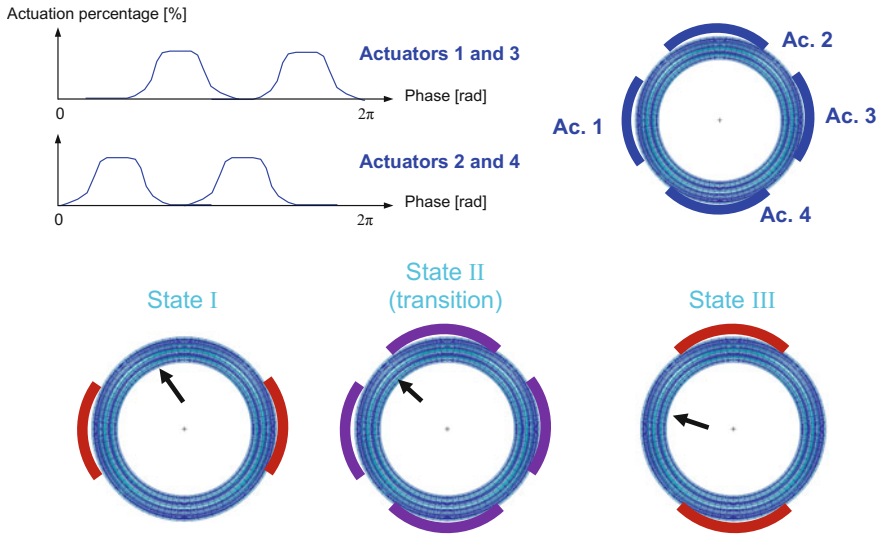 Actuation percentage [%]
Actuators 1 and 3
Phase [rad]
0
2π
Actuators 2 and 4
Phase [rad]
0
2π
Ac. 2
Ac. 1
Ac. 3
Ac. 4
State I
State II
(transition)
State III